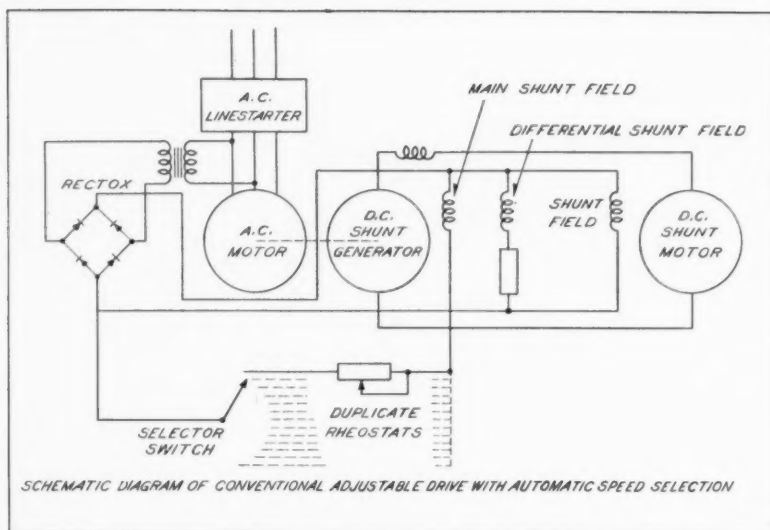 A.C.
LINESTARTER
MAIN SHUNT FIELD
DIFFERENTIAL SHUNT FIELD
RECTOX
A.C.
MOTOR
D.C.
SHUNT
GENERATOR
SHUNT
FIELD
D.C.
SHUNT
MOTOR
SELECTOR
SWITCH
DUPLICATE
RHEOSTATS
SCHEMATIC DIAGRAM OF CONVENTIONAL ADJUSTABLE DRIVE WITH AUTOMATIC SPEED SELECTION